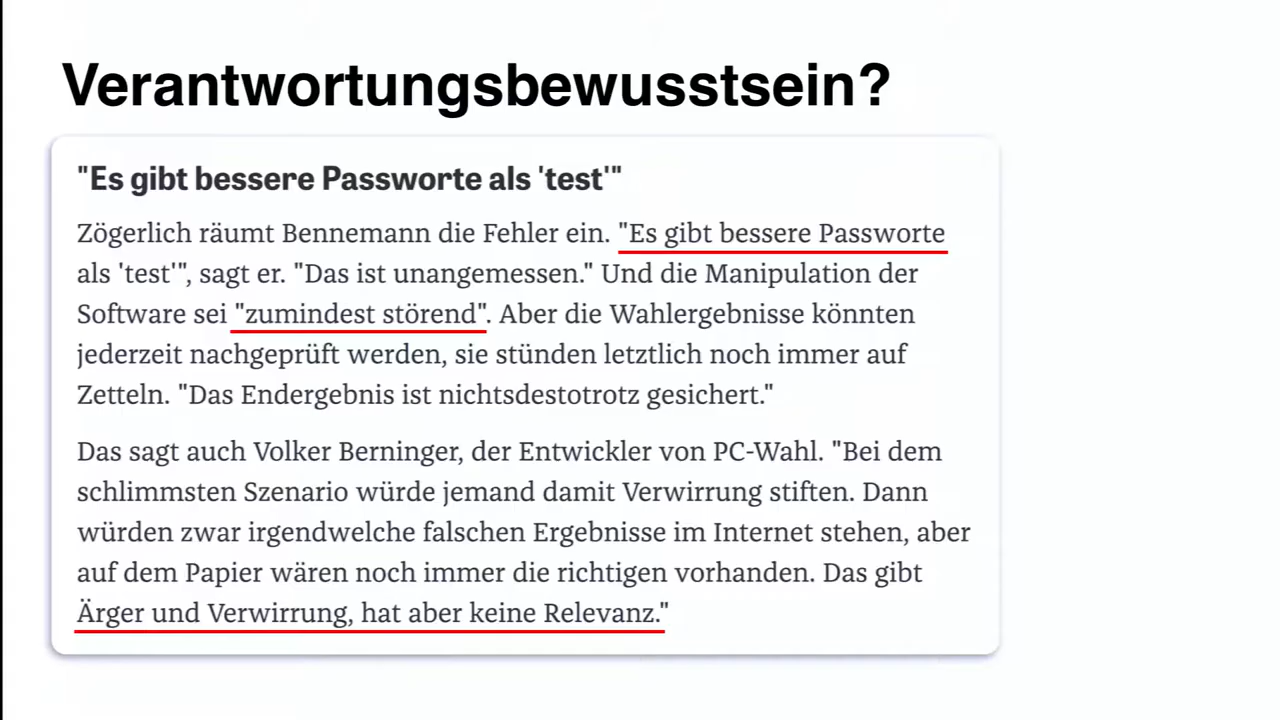 Verantwortungsbewusstsein?
"Es gibt bessere Passworte als 'test'"
Zögerlich räumt Bennemann die Fehler ein. "Es gibt bessere Passworte
als 'test'", sagt er. "Das ist unangemessen." Und die Manipulation der
Software sei "zumindest störend". Aber die Wahlergebnisse könnten
jederzeit nachgeprüft werden, sie stünden letztlich noch immer auf
Zetteln. "Das Endergebnis ist nichtsdestotrotz gesichert."
Das sagt auch Volker Berninger, der Entwickler von PC-Wahl. "Bei dem
schlimmsten Szenario würde jemand damit Verwirrung stiften. Dann
würden zwar irgendwelche falschen Ergebnisse im Internet stehen, aber
auf dem Papier wären noch immer die richtigen vorhanden. Das gibt
Ärger und Verwirrung, hat aber keine Relevanz."